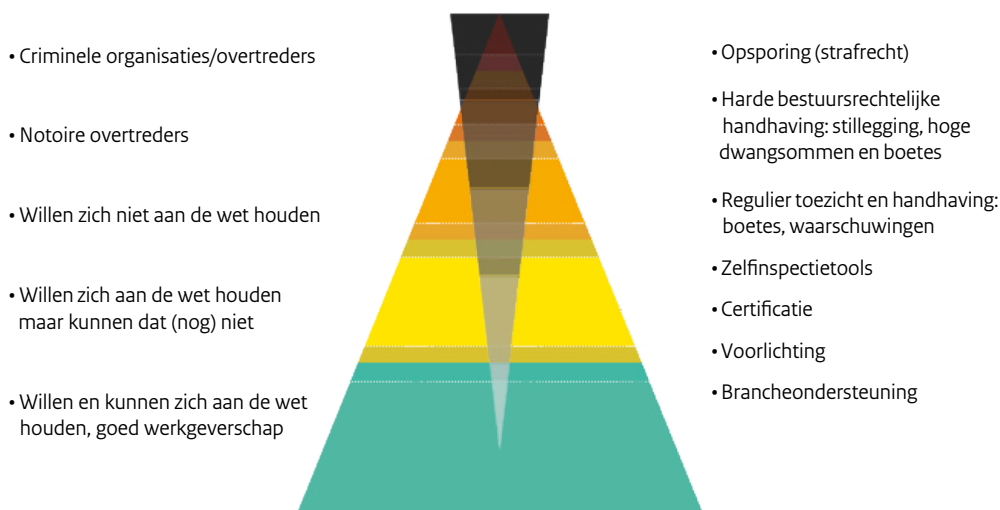 • Criminele organisaties/overtreders
• Notoire overtreders
• Willen zich niet aan de wet houden
• Willen zich aan de wet houden
maar kunnen dat (nog) niet
• Willen en kunnen zich aan de wet
houden, goed werkgeverschap
• Opsporing (strafrecht)
• Harde bestuursrechtelijke
handhaving: stillegging, hoge
dwangsommen en boetes
• Regulier toezicht en handhaving:
boetes, waarschuwingen
• Zelfinspectietools
• Certificatie
• Voorlichting
• Brancheondersteuning